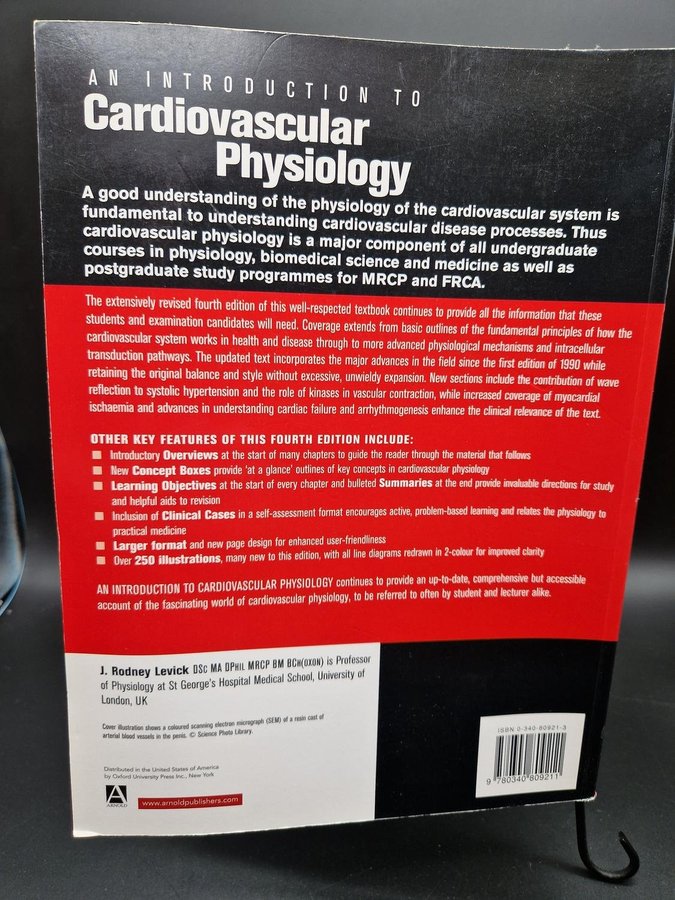 AN INTRODUCTION TO
Cardiovascular
Physiology
A good understanding of the physiology of the cardiovascular system is
fundamental to understanding cardiovascular disease processes. Thus
cardiovascular physiology is a major component of all undergraduate
courses in physiology, biomedical science and medicine as well as
postgraduate study programmes for MRCP and FRCA.
The extensively revised fourth edition of this well-respected textbook continues to provide all the information that these
students and examination candidates will need. Coverage extends from basic outlines of the fundamental principles of how the
cardiovascular system works in health and disease through to more advanced physiological mechanisms and intracellular
transduction pathways. The updated text incorporates the major advances in the field since the first edition of 1990 while
retaining the original balance and style without excessive, unwieldy expansion. New sections include the contribution of wave
reflection to systolic hypertension and the role of kinases in vascular contraction, while increased coverage of myocardial
ischaemia and advances in understanding cardiac failure and arrhythmogenesis enhance the clinical relevance of the text.
OTHER KEY FEATURES OF THIS FOURTH EDITION INCLUDE:
■ Introductory Overviews at the start of many chapters to guide the reader through the material that follows
■ New Concept Boxes provide 'at a glance' outlines of key concepts in cardiovascular physiology
■ Learning Objectives at the start of every chapter and bulleted Summaries at the end provide invaluable directions for study
and helpful aids to revision
■ Inclusion of Clinical Cases in a self-assessment format encourages active, problem-based learning and relates the physiology to
practical medicine
■ Larger format and new page design for enhanced user-friendliness
■ Over 250 illustrations, many new to this edition, with all line diagrams redrawn in 2-colour for improved clarity
AN INTRODUCTION TO CARDIOVASCULAR PHYSIOLOGY continues to provide an up-to-date, comprehensive but accessible
account of the fascinating world of cardiovascular physiology, to be referred to often by student and lecturer alike.
J. Rodney Levick DSc MA DPhil MRCP BM BCh(Oxon) is Professor
of Physiology at St George's Hospital Medical School, University of
London, UK
Cover illustration shows a coloured scanning electron micrograph (SEM) of a resin cast of
arterial blood vessels in the penis. © Science Photo Library.
Distributed in the United States of America
by Oxford University Press Inc., New York
A
ARNOLD
www.arnoldpublishers.com
ISBN 0-340-80921-3
9 780340 809211